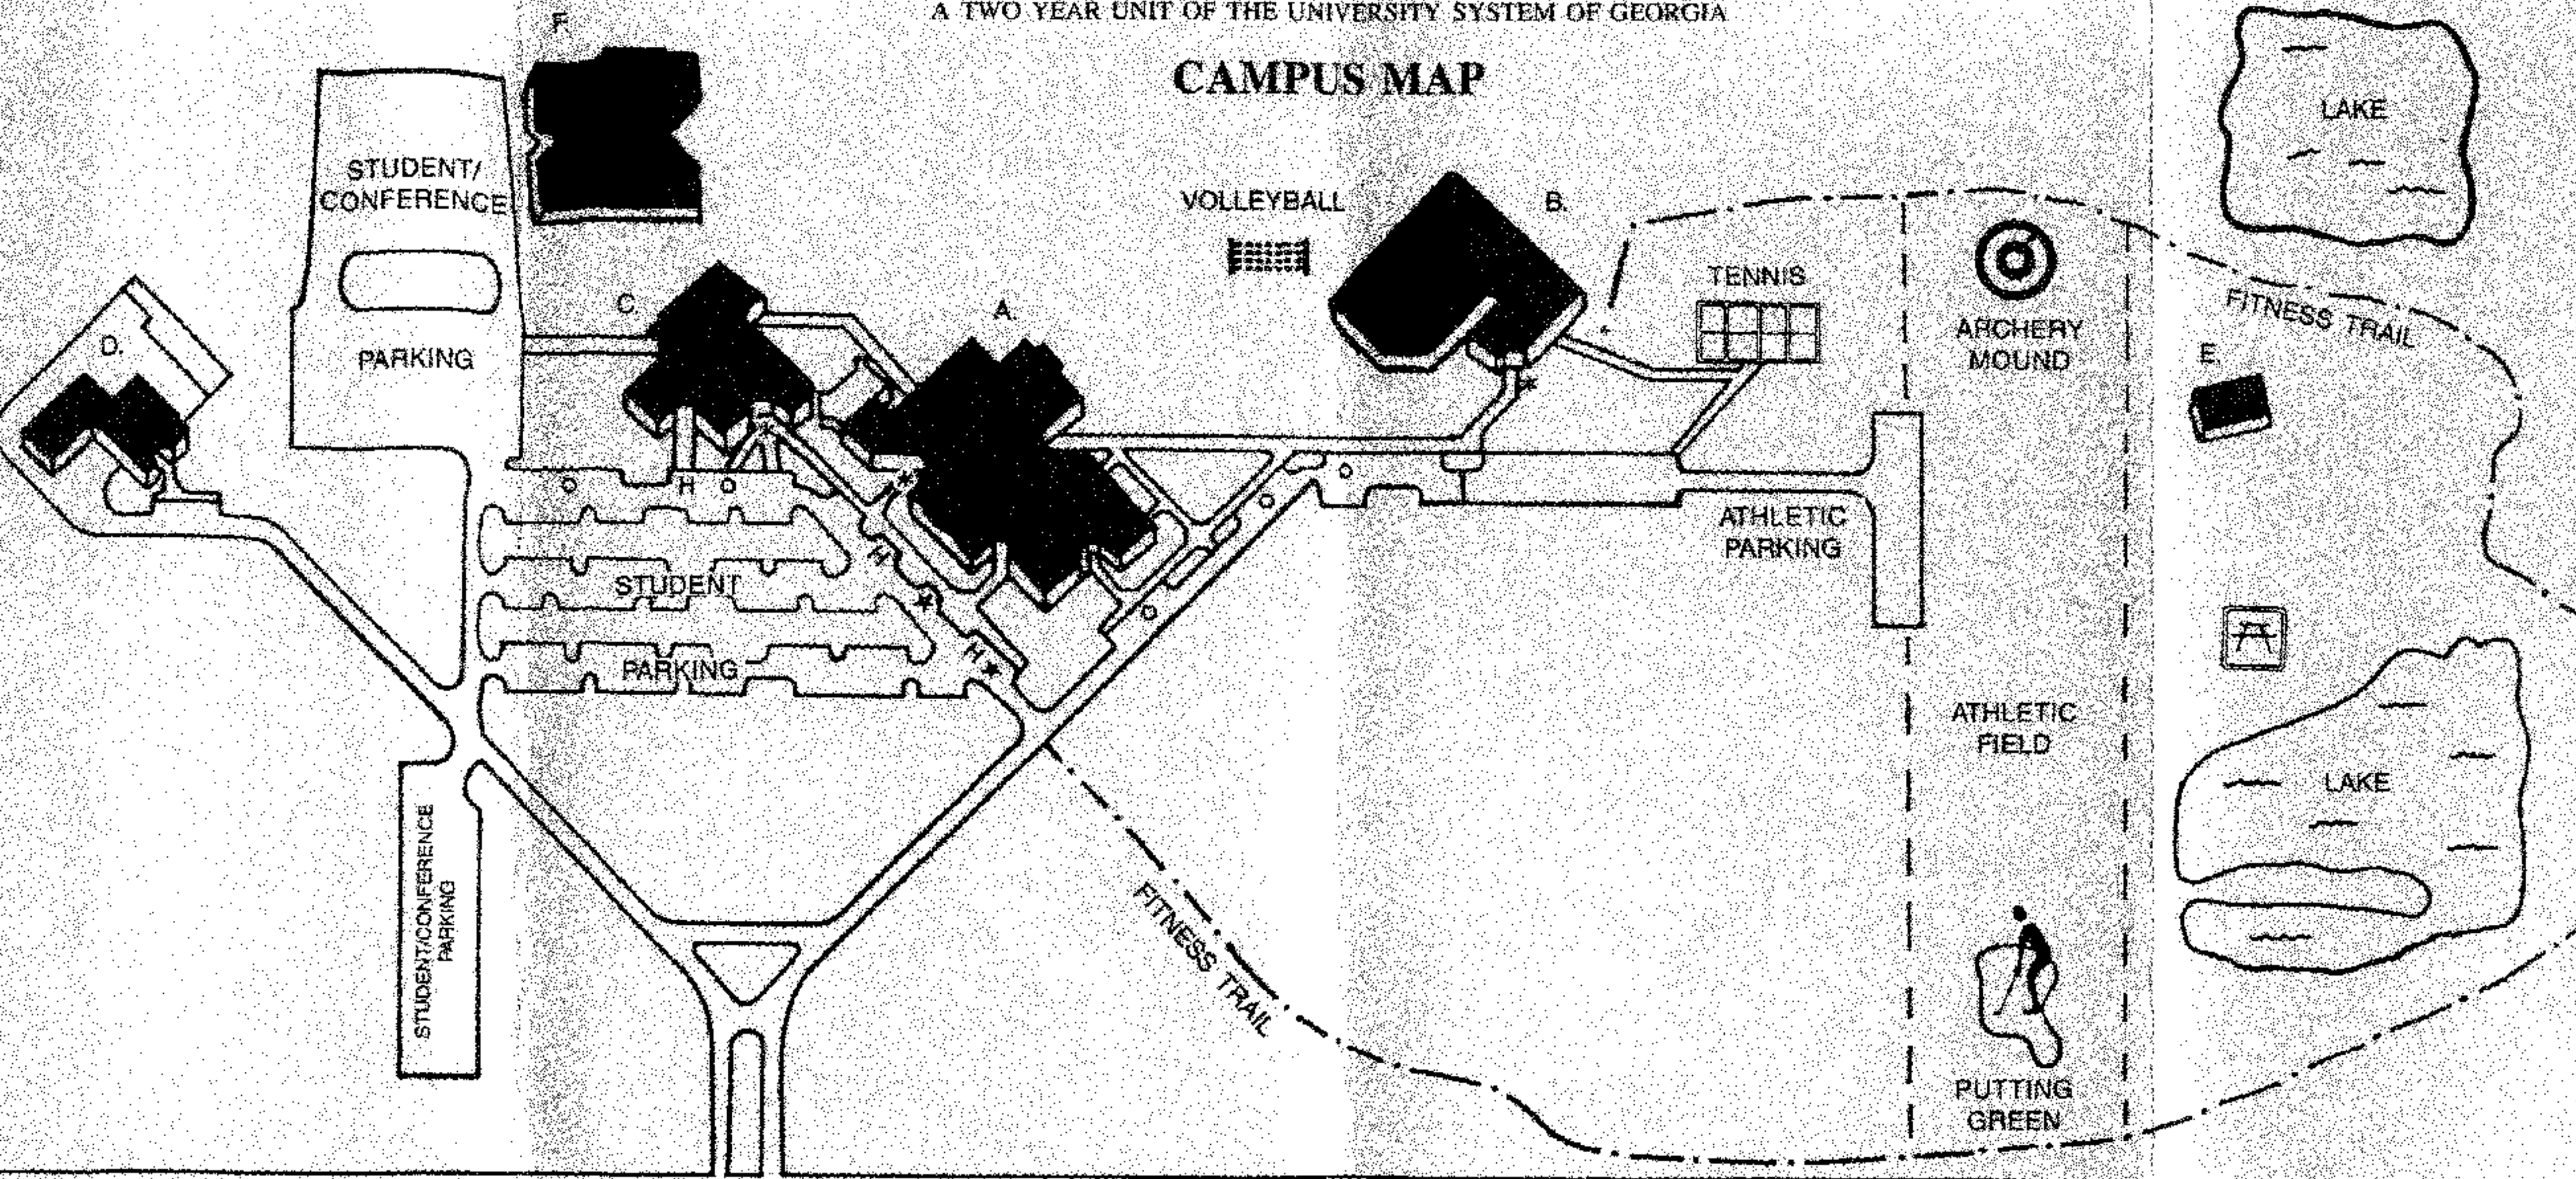 A TWO YEAR UNIT OF THE UNIVERSITY SYSTEM OF GEORGIA
CAMPUS MAP
F.
LAKE
STUDENT/
CONFERENCE
PARKING
VOLLEYBALL
B.
TENNIS
ARCHERY
MOUND
FITNESS TRAIL
C.
A.
D.
E.
H
O
O
O
O
O
H
H
STUDENT
PARKING
ATHLETIC
PARKING
ATHLETIC
FIELD
LAKE
STUDENT/CONFERENCE
PARKING
FITNESS TRAIL
PUTTING
GREEN